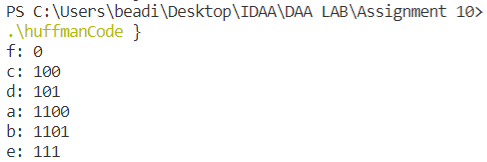 PS C:\Users\beadi\Desktop\IDAA\DAA LAB\Assignment 10>
.\huffmanCode }
f: 0
c: 100
d: 101
a: 1100
b: 1101
e: 111